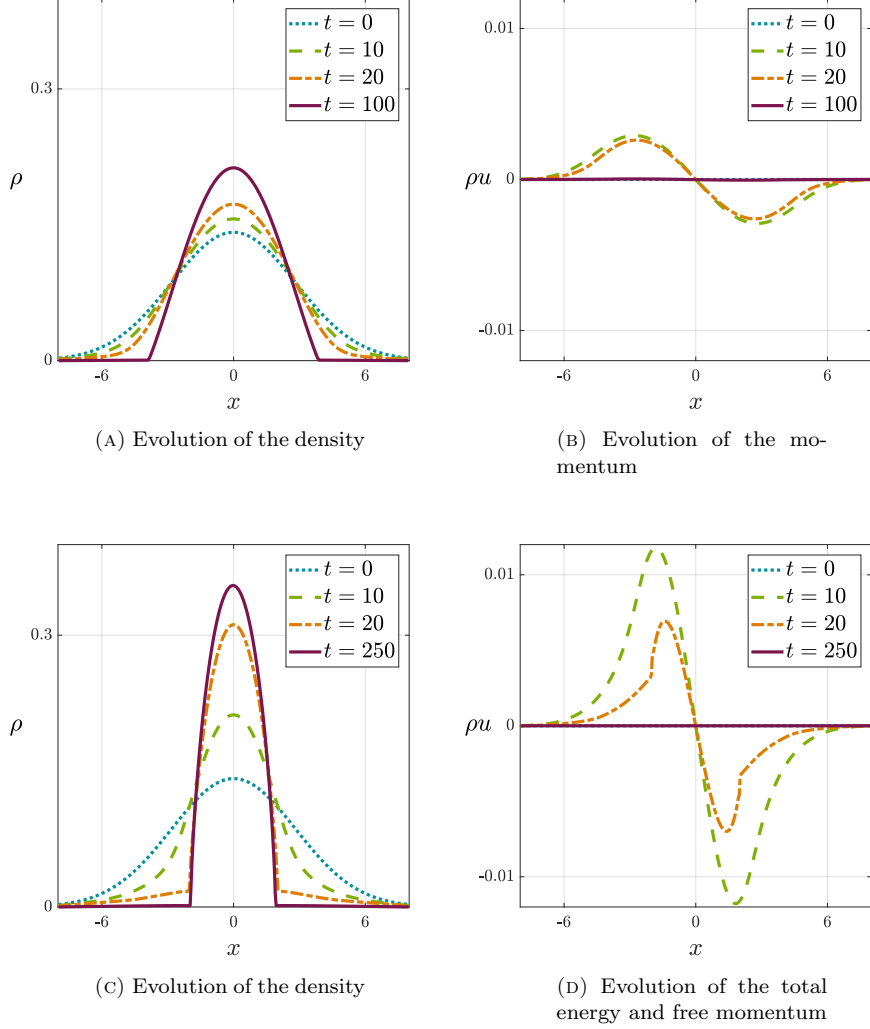 t = 0
t = 10
t = 20
t = 100
0.3
0
ρ
-6
0
6
x
(A) Evolution of the density
t = 0
t = 10
t = 20
t = 100
0.01
0
-0.01
ρu
-6
0
6
x
(B) Evolution of the mo-
mentum
t = 0
t = 10
t = 20
t = 250
0.3
0
ρ
-6
0
6
x
(C) Evolution of the density
t = 0
t = 10
t = 20
t = 250
0.01
0
-0.01
ρu
-6
0
6
x
(D) Evolution of the total
energy and free momentum